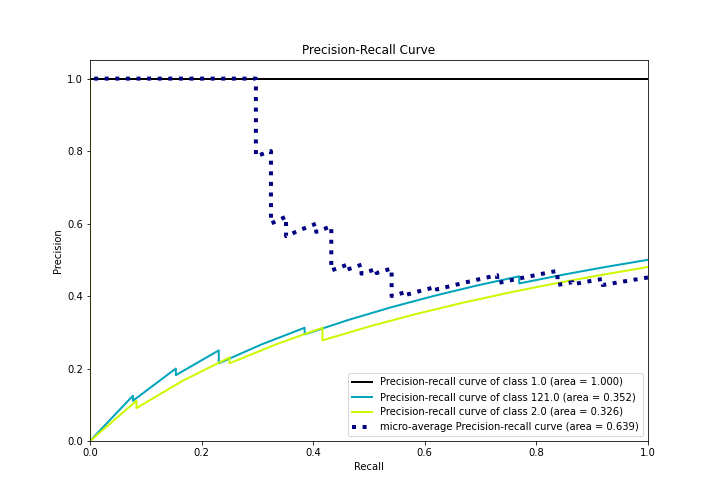 Precision-Recall Curve
Precision
1.0
0.8
0.6
0.4
0.2
0.0
0.0 0.2 0.4 0.6 0.8 1.0
Recall
Precision-recall curve of class 1.0 (area = 1.000)
Precision-recall curve of class 121.0 (area = 0.352)
Precision-recall curve of class 2.0 (area = 0.326)
micro-average Precision-recall curve (area = 0.639)